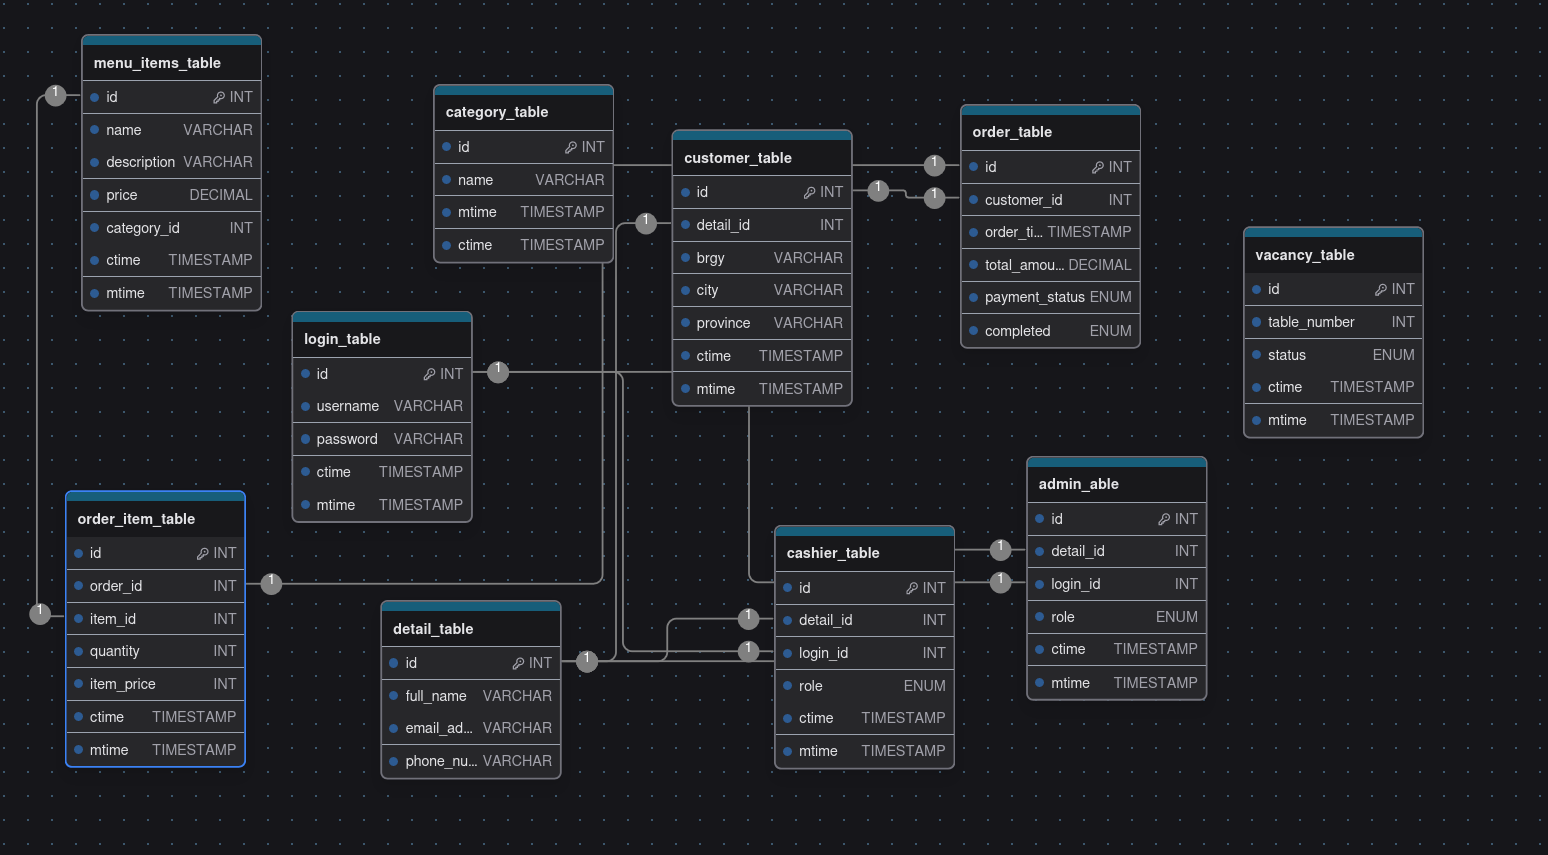 menu_items_table
1
id INT
name VARCHAR
description VARCHAR
price DECIMAL
category_id INT
ctime TIMESTAMP
mtime TIMESTAMP
category_table
id INT
name VARCHAR
mtime TIMESTAMP
ctime TIMESTAMP
customer_table
id INT
1
detail_id INT
1
brgy VARCHAR
city VARCHAR
province VARCHAR
ctime TIMESTAMP
mtime TIMESTAMP
order_table
1
id INT
1
customer_id INT
order_ti... TIMESTAMP
total_amou... DECIMAL
payment_status ENUM
completed ENUM
vacancy_table
id INT
table_number INT
status ENUM
ctime TIMESTAMP
mtime TIMESTAMP
login_table
id INT
1
username VARCHAR
password VARCHAR
ctime TIMESTAMP
mtime TIMESTAMP
order_item_table
id INT
order_id INT
1
1
item_id INT
quantity INT
item_price INT
ctime TIMESTAMP
mtime TIMESTAMP
detail_table
id INT
1
full_name VARCHAR
email_ad... VARCHAR
phone_nu... VARCHAR
cashier_table
id INT
1
detail_id INT
1
login_id INT
role ENUM
ctime TIMESTAMP
mtime TIMESTAMP
admin_able
id INT
1
detail_id INT
1
login_id INT
role ENUM
ctime TIMESTAMP
mtime TIMESTAMP